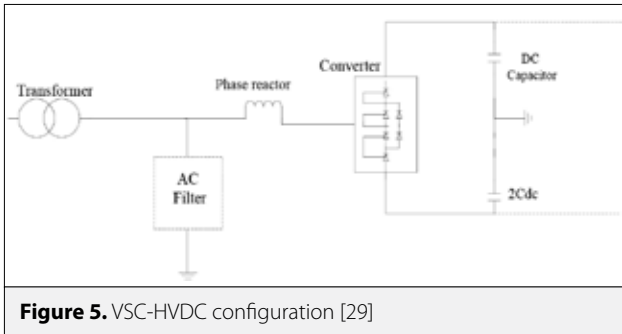 Transformer
Phase reactor
Converter
DC
Capacitor
AC
Filter
2Cdc
Figure 5. VSC-HVDC configuration [29]